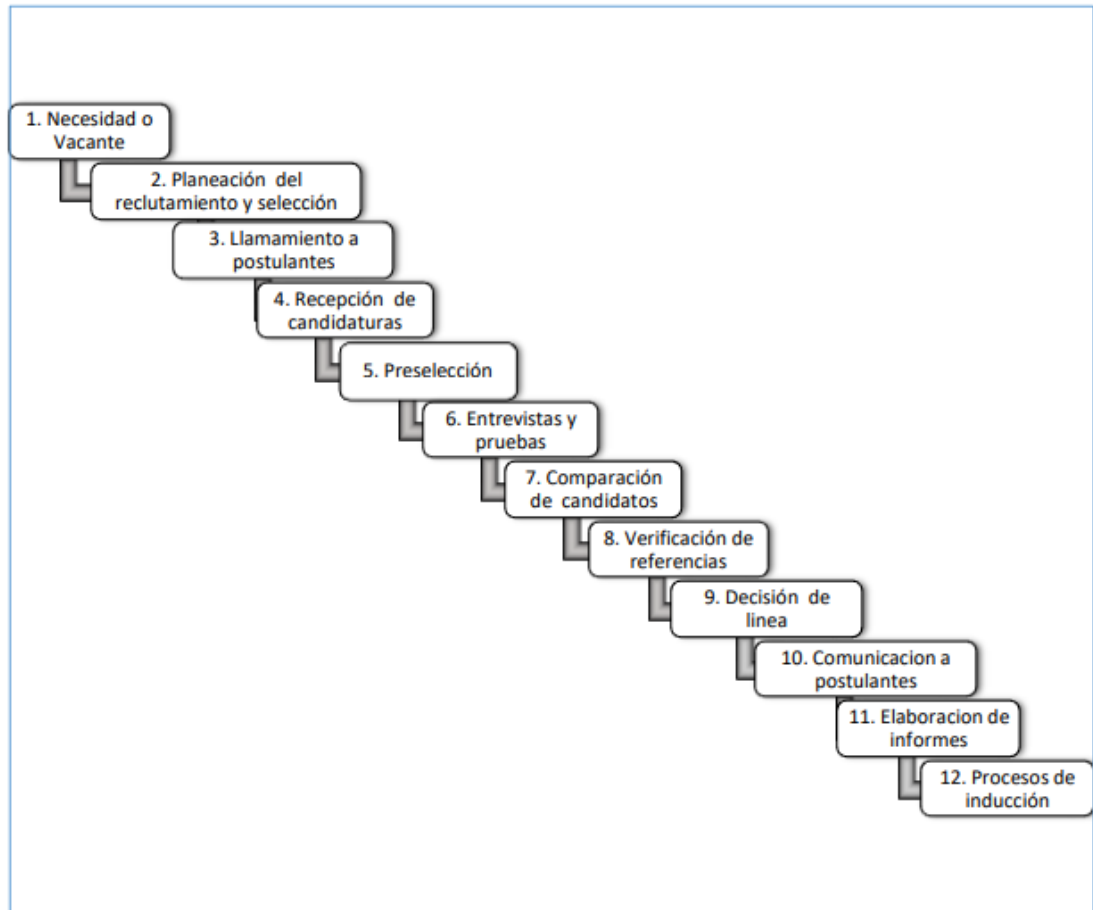 1. Necesidad o
Vacante
2. Planeación del
reclutamiento y selección
3. Llamamiento a
postulantes
4. Recepción de
candidaturas
5. Preselección
6. Entrevistas y
pruebas
7. Comparación
de candidatos
8. Verificación de
referencias
9. Decisión de
linea
10. Comunicacion a
postulantes
11. Elaboracion de
informes
12. Procesos de
inducción